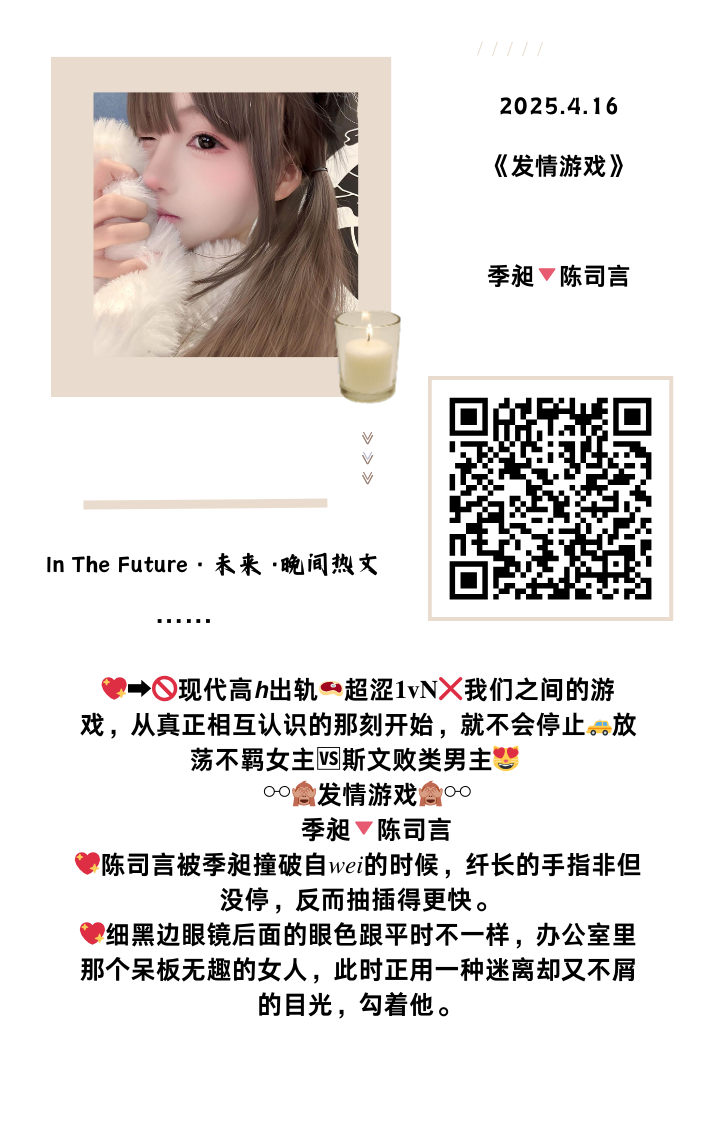 / / / / /
2025.4.16
《发情游戏》
季昶🔻陈司言
In The Future · 未来 ·晚间热文
......
💖➡🚫现代高h出轨🥩超涩1vN❌我们之间的游
戏，从真正相互认识的那刻开始，就不会停止🚕放
荡不羁女主🆚斯文败类男主😍
👓🙈发情游戏🙈👓
季昶🔻陈司言
💖陈司言被季昶撞破自wei的时候，纤长的手指非但
没停，反而抽插得更快。
💖细黑边眼镜后面的眼色跟平时不一样，办公室里
那个呆板无趣的女人，此时正用一种迷离却又不屑
的目光，勾着他。